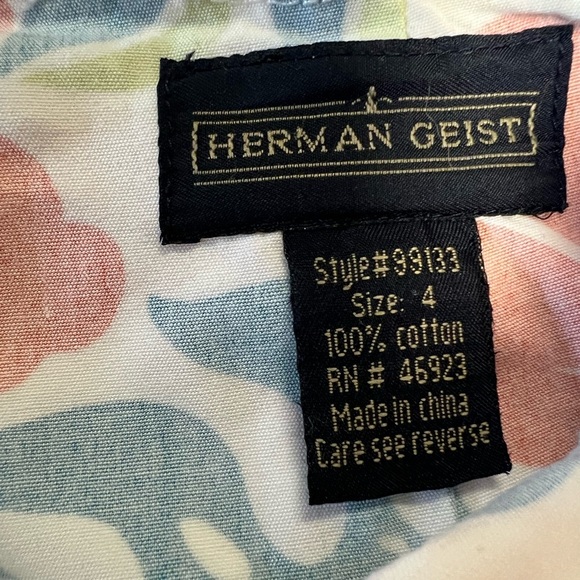 HERMAN GEIST
Style# 99133
Size: 4
100% cotton
RN # 46923
Made in china
Care see reverse